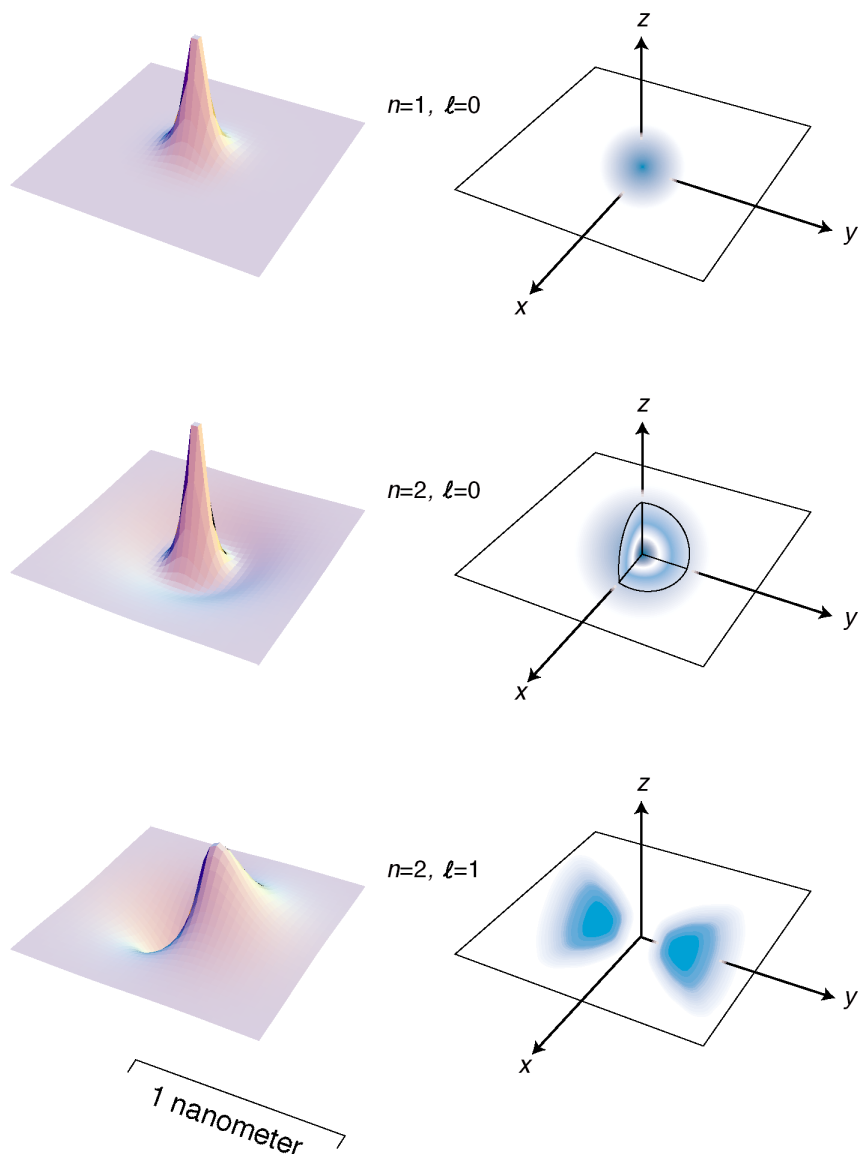 z
n=1, ℓ=0
y
x
z
n=2, ℓ=0
y
x
z
n=2, ℓ=1
y
x
1 nanometer